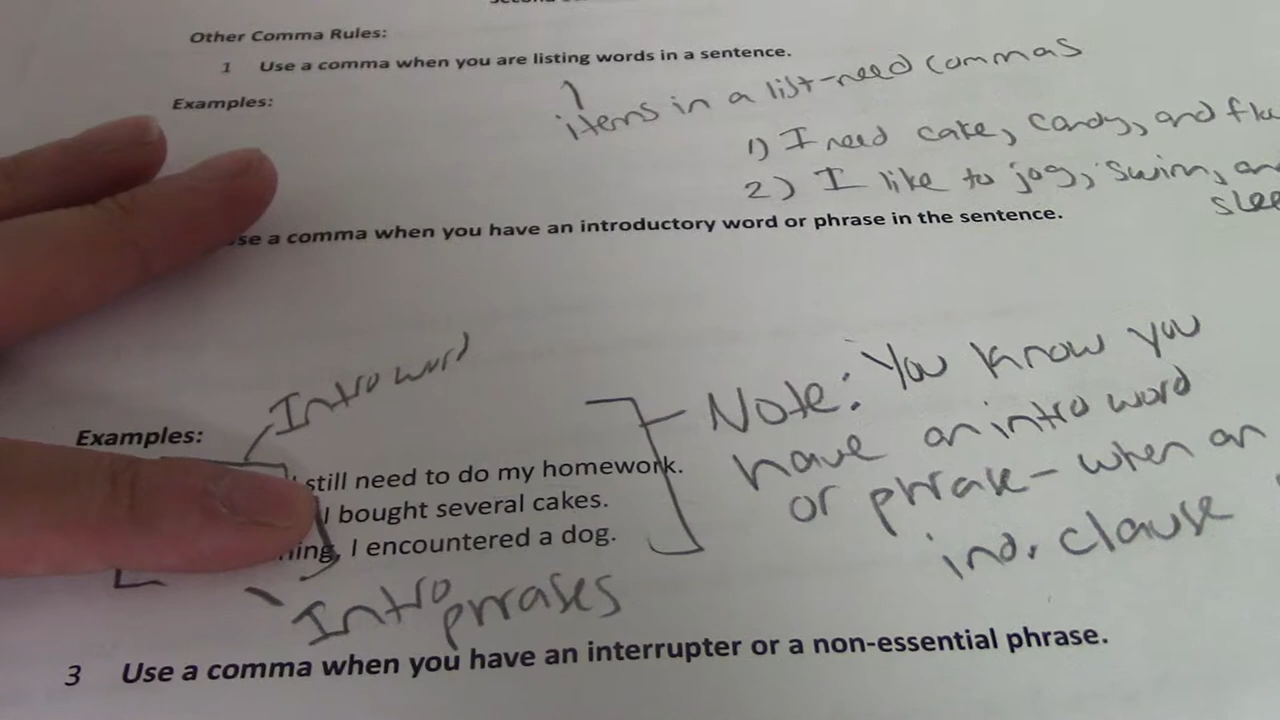 Other Comma Rules:
1 Use a comma when you are listing words in a sentence.
Examples:
items in a list-need commas
1) I need cake, candy, and
2) I like to jog, swim, an
slee
se a comma when you have an introductory word or phrase in the sentence.
Intro word
Examples:
still need to do my homework.
I bought several cakes.
ning, I encountered a dog.
Intro phrases
Note: You know you
have an intro word
or phrase - when an
ind. clause
3 Use a comma when you have an interrupter or a non-essential phrase.